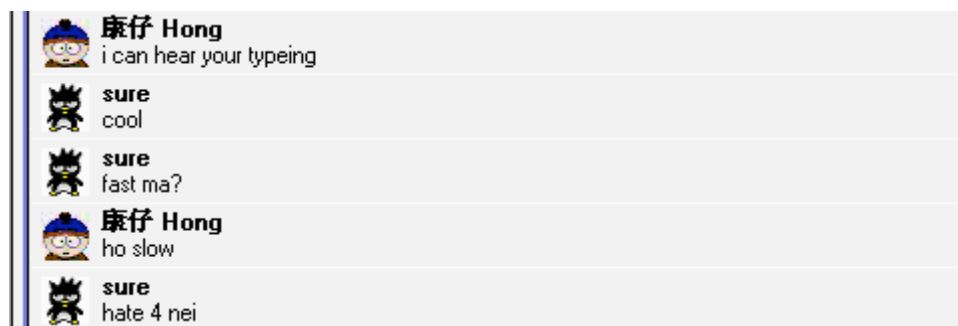 康仔 Hong
i can hear your typeing
sure
cool
sure
fast ma?
康仔 Hong
ho slow
sure
hate 4 nei